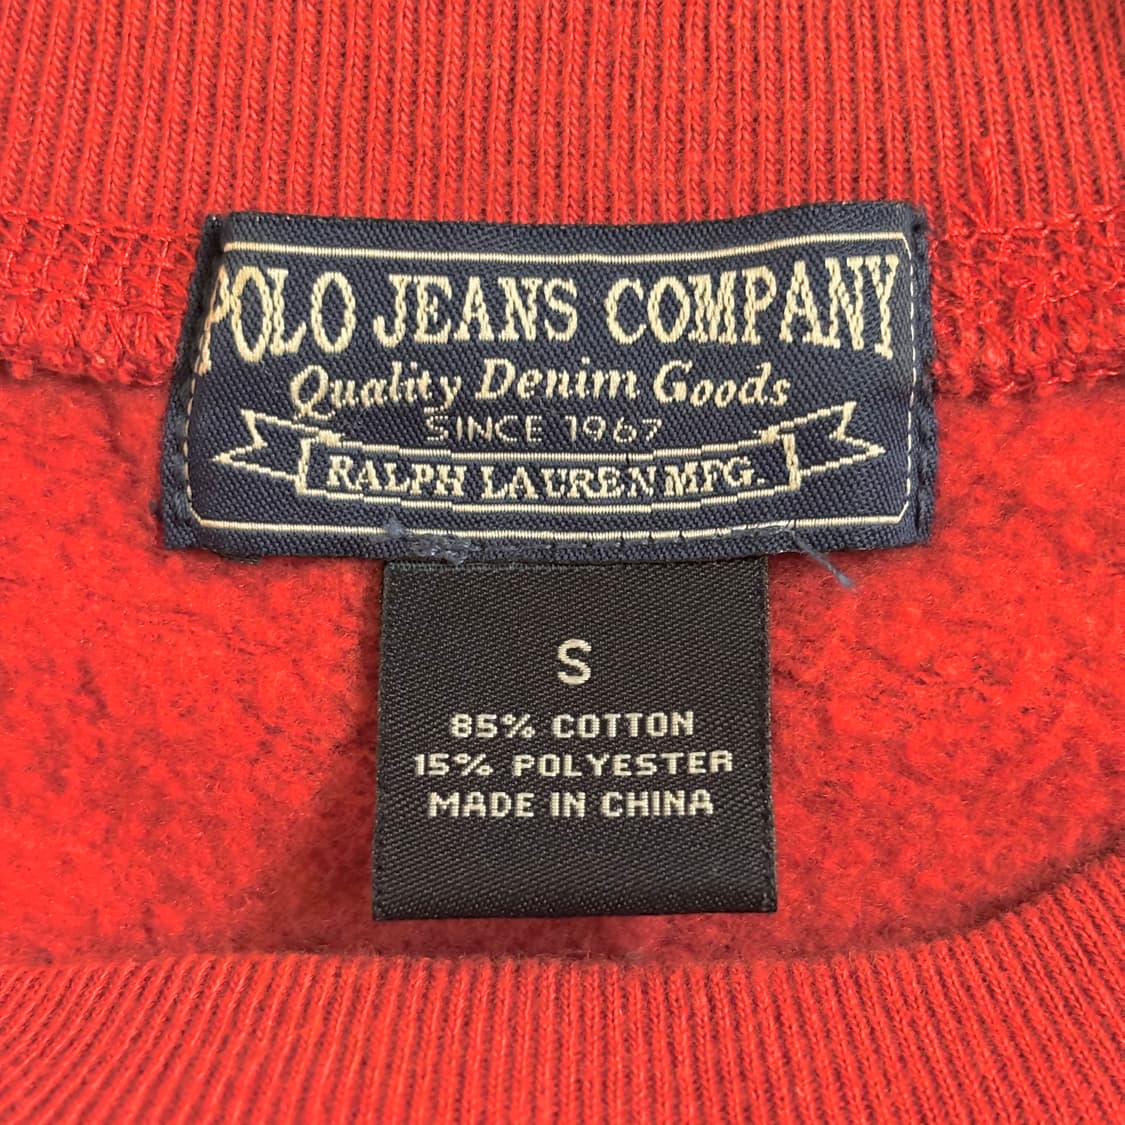 POLO JEANS COMPANY
Quality Denim Goods
SINCE 1967
RALPH LAUREN MFG.
S
85% COTTON
15% POLYESTER
MADE IN CHINA